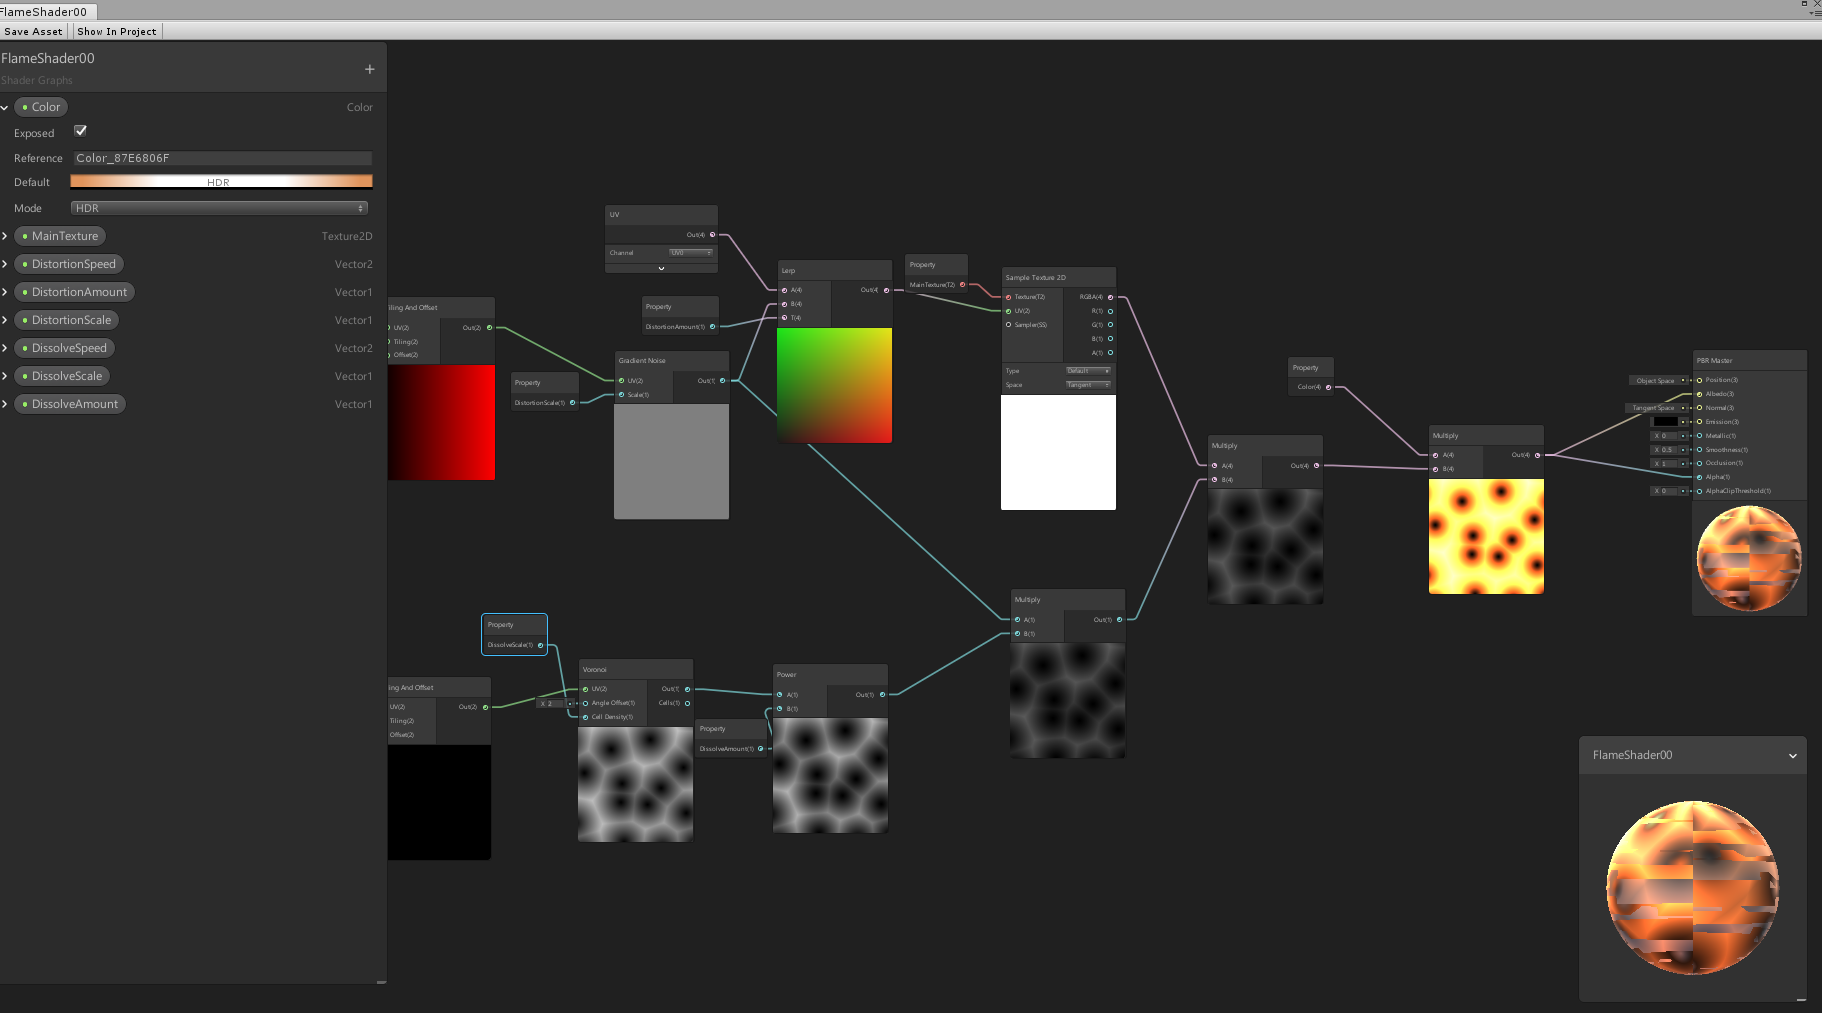 FlameShader00
Save Asset
Show In Project
FlameShader00
Shader Graphs
Color
Color
Exposed
Reference
Color_87E6806F
Default
HDR
Mode
HDR
MainTexture
Texture2D
DistortionSpeed
Vector2
DistortionAmount
Vector1
DistortionScale
Vector1
DissolveSpeed
Vector2
DissolveScale
Vector1
DissolveAmount
Vector1
iling And Offset
UV(2)
Tiling(2)
Offset(2)
Out(2)
UV
Out(4)
Channel
UV0
Property
DistortionAmount(1)
Property
DistortionScale(1)
Gradient Noise
UV(2)
Scale(1)
Out(1)
Lerp
A(4)
B(4)
T(4)
Out(4)
Property
MainTexture(T2)
Sample Texture 2D
Texture(T2)
UV(2)
Sampler(SS)
RGBA(4)
R(1)
G(1)
B(1)
A(1)
Type
Default
Space
Tangent
Property
DissolveScale(1)
ing And Offset
UV(2)
Tiling(2)
Offset(2)
Out(2)
X 2
Voronoi
UV(2)
Angle Offset(1)
Cell Density(1)
Out(1)
Cells(1)
Property
DissolveAmount(1)
Power
A(1)
B(1)
Out(1)
Multiply
A(1)
B(1)
Out(1)
Multiply
A(4)
B(4)
Out(4)
Property
Color(4)
Multiply
A(4)
B(4)
Out(4)
PBR Master
Object Space
Position(3)
Albedo(3)
Tangent Space
Normal(3)
Emission(3)
X 0
Metallic(1)
X 0.5
Smoothness(1)
X 1
Occlusion(1)
Alpha(1)
X 0
AlphaClipThreshold(1)
FlameShader00